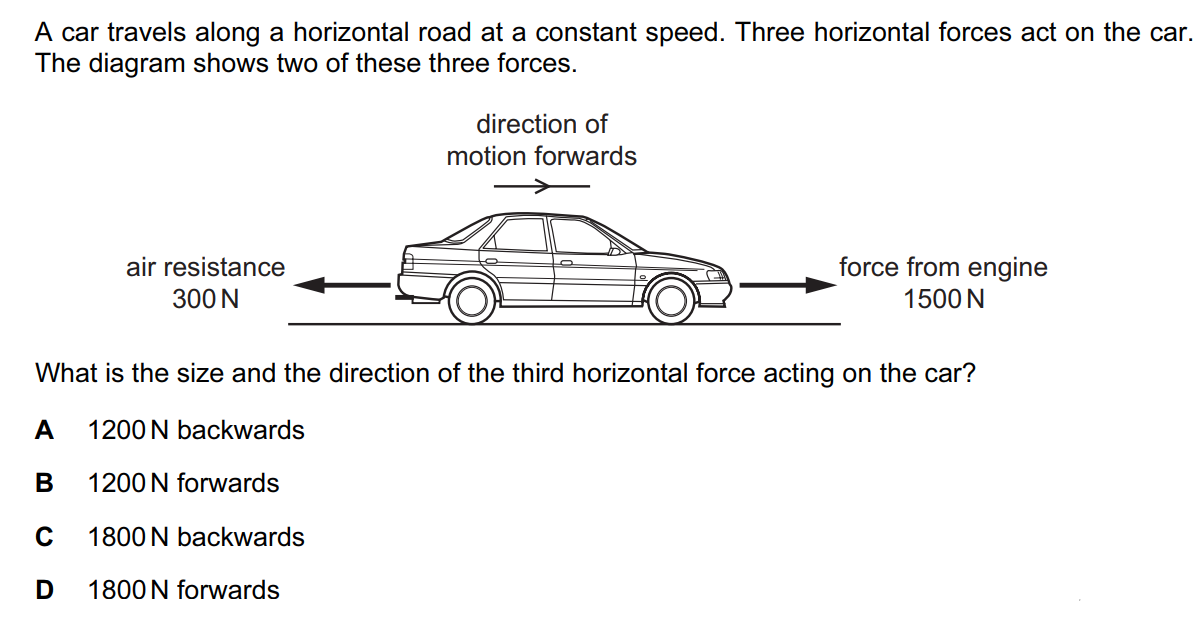 A car travels along a horizontal road at a constant speed. Three horizontal forces act on the car.
The diagram shows two of these three forces.
direction of
motion forwards
air resistance
300 N
force from engine
1500 N
What is the size and the direction of the third horizontal force acting on the car?
A 1200 N backwards
B 1200 N forwards
C 1800 N backwards
D 1800 N forwards